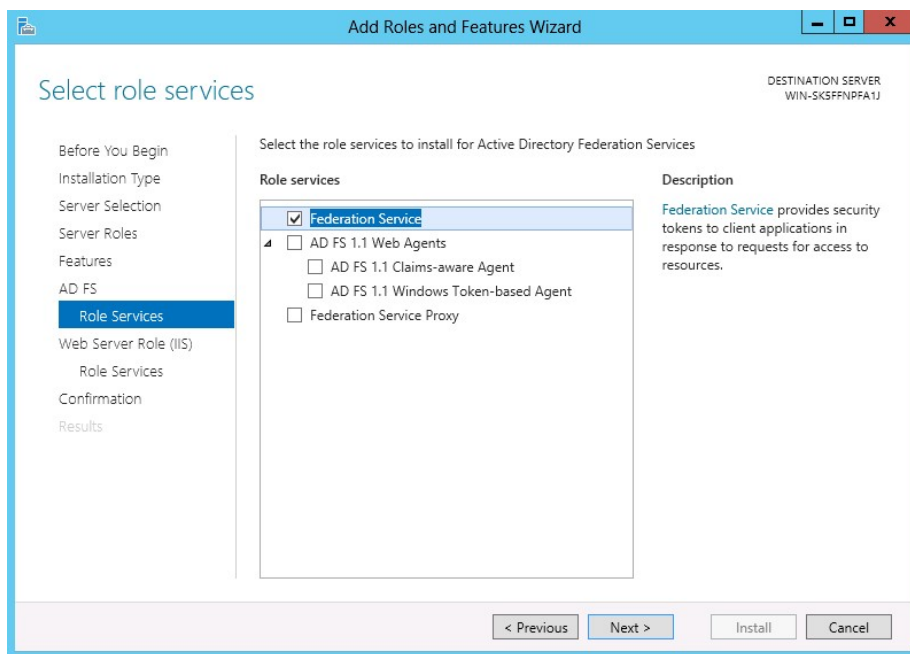 Add Roles and Features Wizard
Select role services
DESTINATION SERVER
WIN-SK5FFNPFA1J
Before You Begin
Installation Type
Server Selection
Server Roles
Features
AD FS
Role Services
Web Server Role (IIS)
Role Services
Confirmation
Results
Select the role services to install for Active Directory Federation Services
Role services
Federation Service
AD FS 1.1 Web Agents
AD FS 1.1 Claims-aware Agent
AD FS 1.1 Windows Token-based Agent
Federation Service Proxy
Description
Federation Service provides security
tokens to client applications in
response to requests for access to
resources.
< Previous
Next >
Install
Cancel